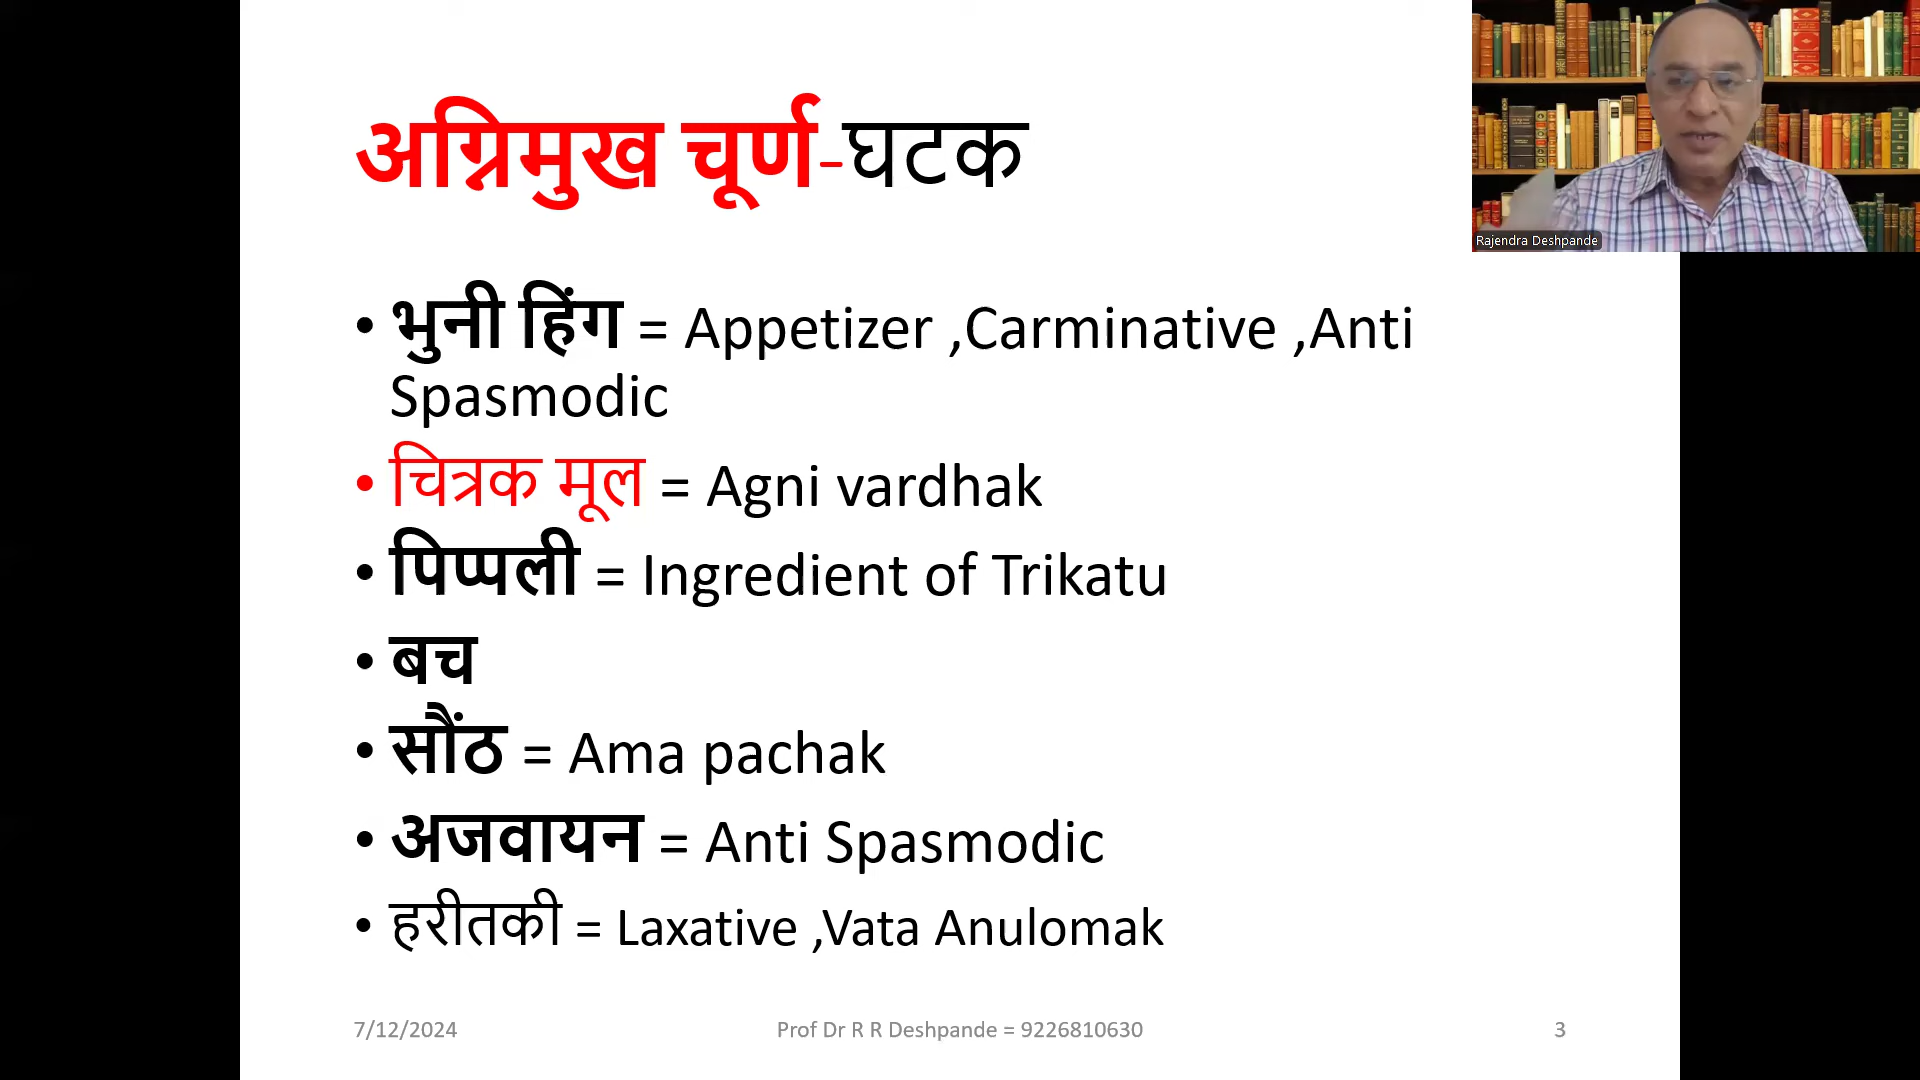 अग्निमुख चूर्ण-घटक
Rajendra Deshpande
• भुनी हिंग = Appetizer ,Carminative ,Anti
Spasmodic
• चित्रक मूल = Agni vardhak
• पिप्पली = Ingredient of Trikatu
• बच
• सौंठ = Ama pachak
• अजवायन = Anti Spasmodic
• हरीतकी = Laxative ,Vata Anulomak
7/12/2024
Prof Dr R R Deshpande = 9226810630
3